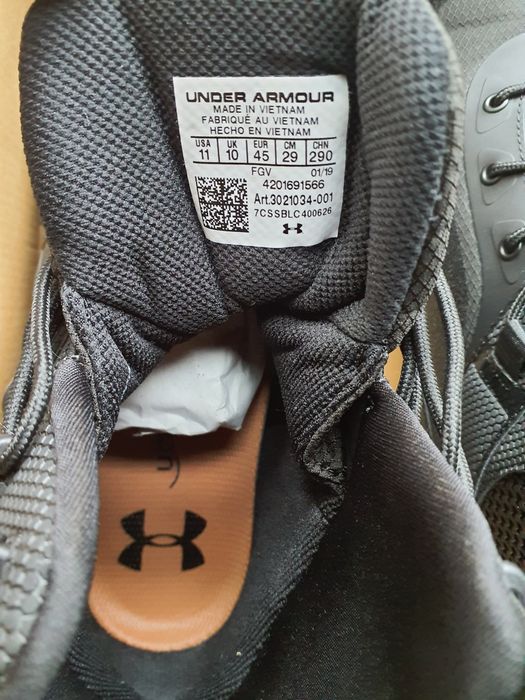 UNDER ARMOUR
MADE IN VIETNAM
FABRIQUÉ AU VIETNAM
HECHO EN VIETNAM
USA UK EUR CM CHN
11 10 45 29 290
FGV 01/19
4201691566
Art.3021034-001
7CSSBLC400626